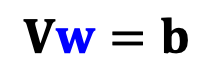 Vw = b